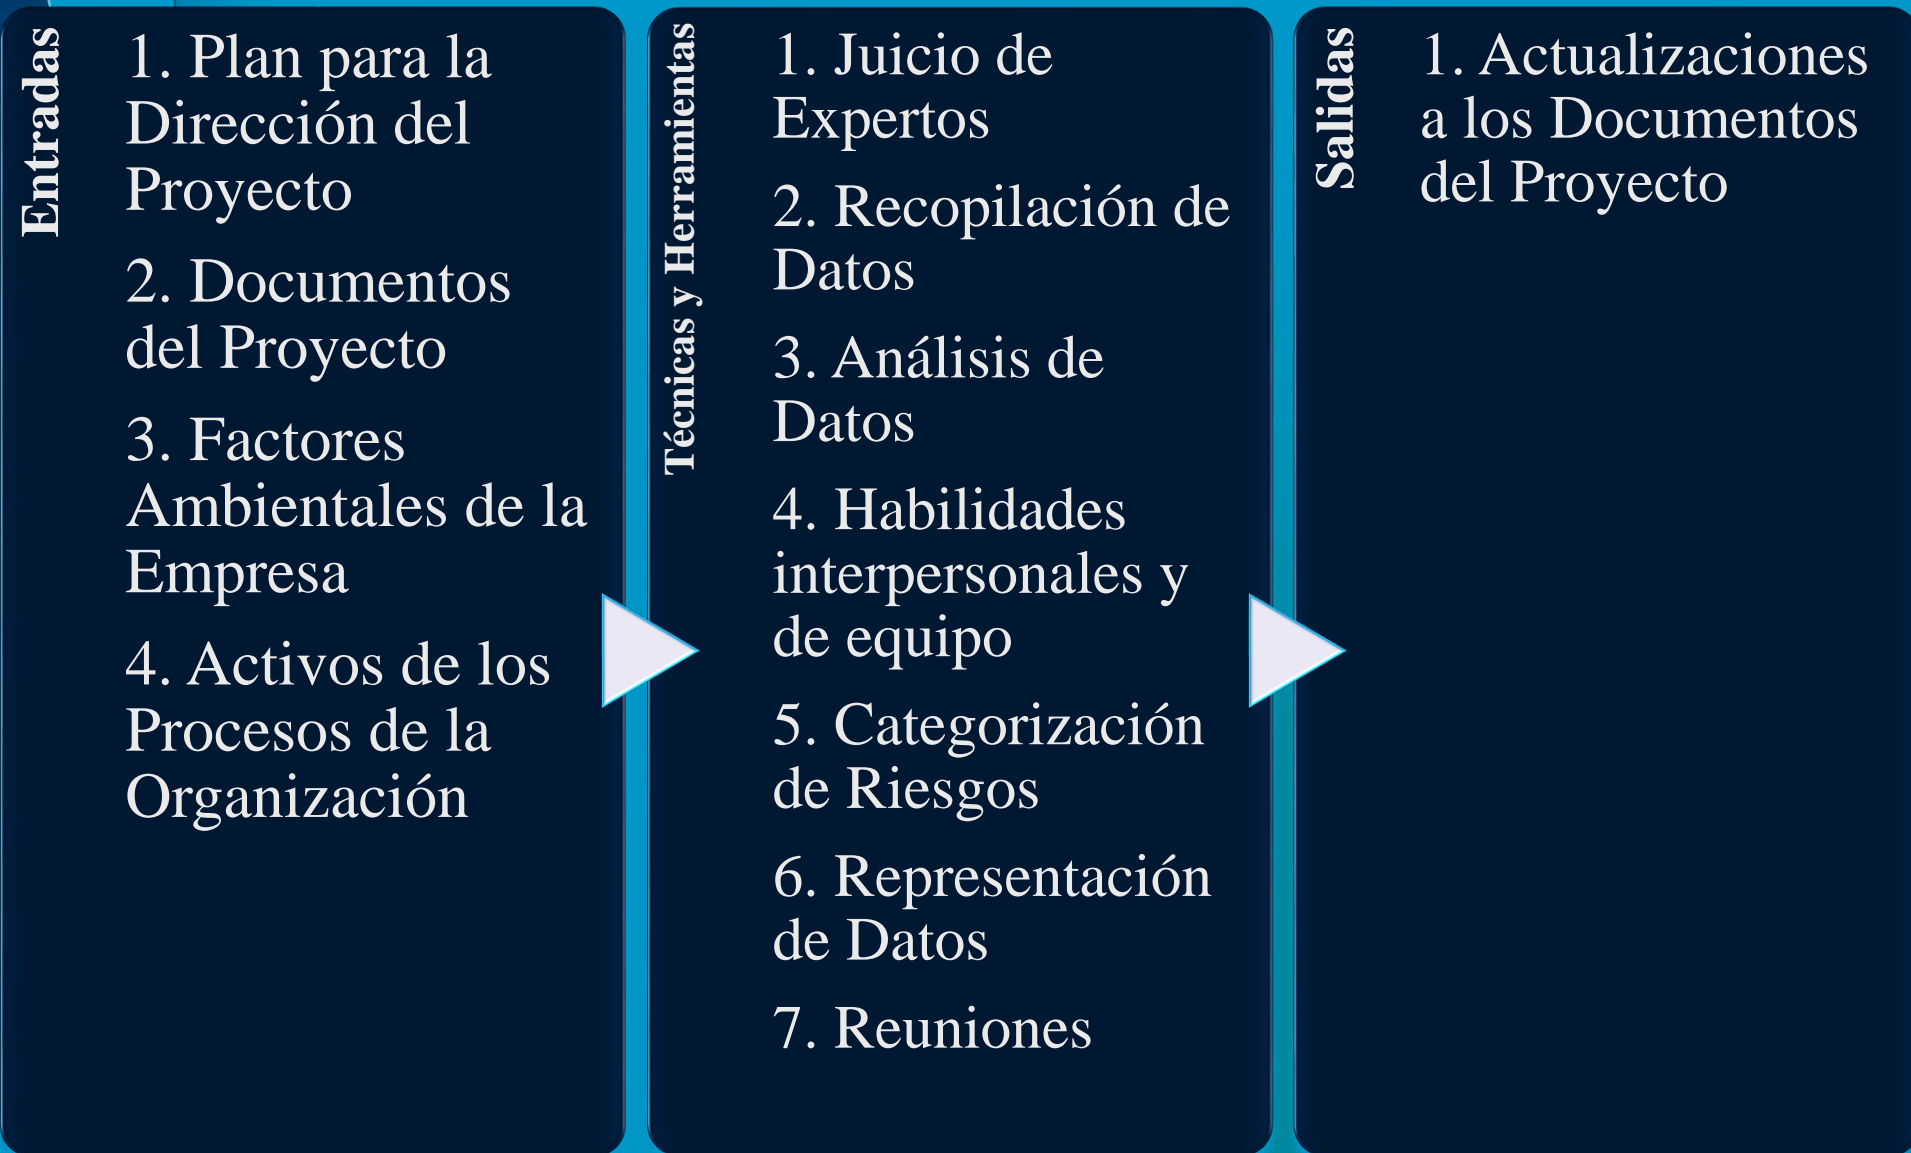 Entradas
1. Plan para la
Dirección del
Proyecto
2. Documentos
del Proyecto
3. Factores
Ambientales de la
Empresa
4. Activos de los
Procesos de la
Organización
Técnicas y Herramientas
1. Juicio de
Expertos
2. Recopilación de
Datos
3. Análisis de
Datos
4. Habilidades
interpersonales y
de equipo
5. Categorización
de Riesgos
6. Representación
de Datos
7. Reuniones
Salidas
1. Actualizaciones
a los Documentos
del Proyecto